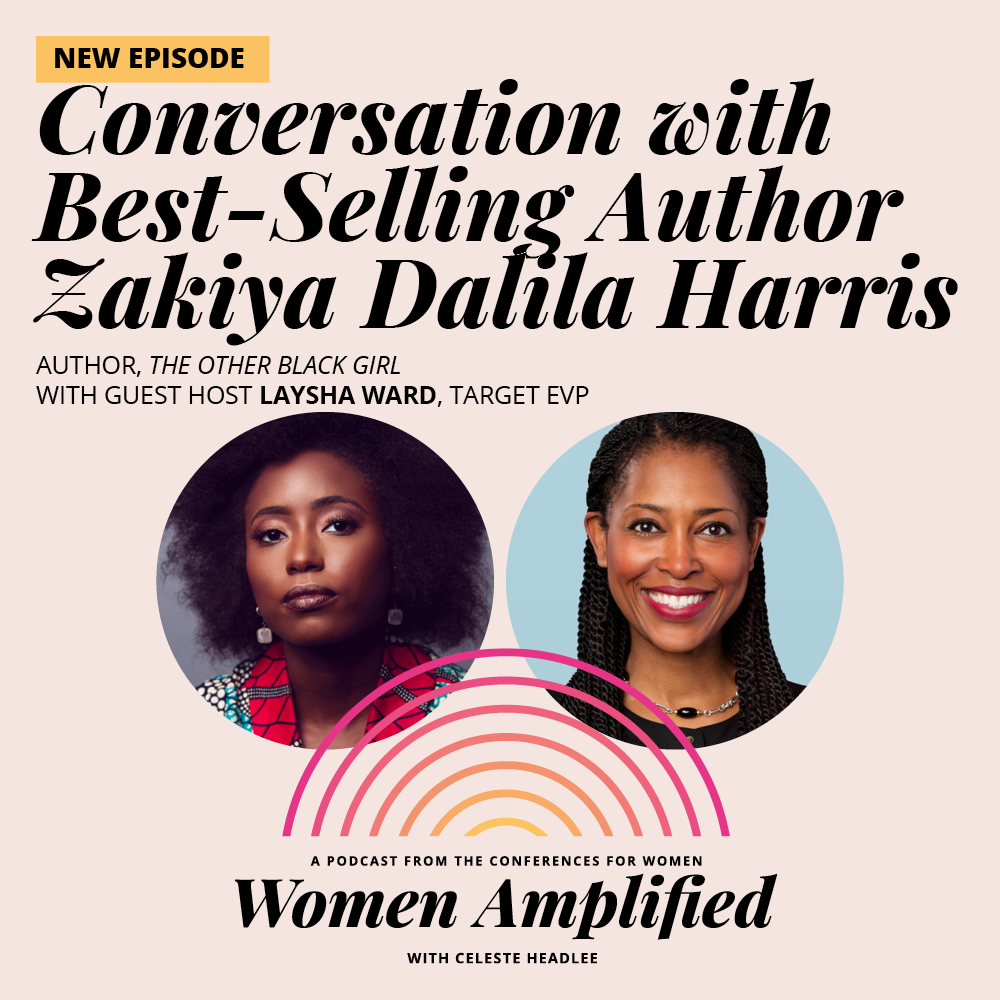 NEW EPISODE
Conversation with
Best-Selling Author
Zakiya Dalila Harris
AUTHOR, THE OTHER BLACK GIRL
WITH GUEST HOST LAYSHA WARD, TARGET EVP
A PODCAST FROM THE CONFERENCES FOR WOMEN
Women Amplified
WITH CELESTE HEADLEE